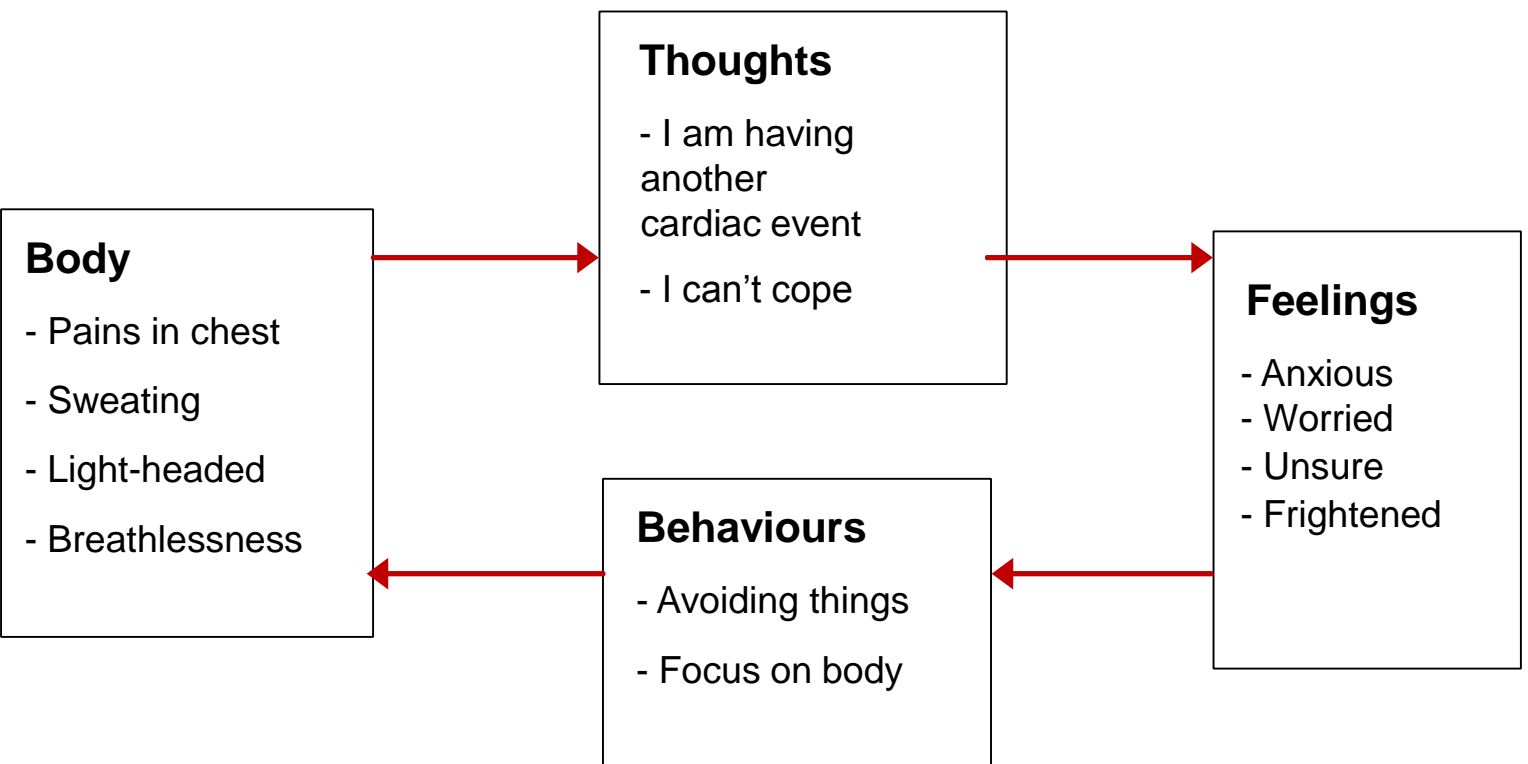 Thoughts
- I am having
another
cardiac event
- I can’t cope
Body
- Pains in chest
- Sweating
- Light-headed
- Breathlessness
Feelings
- Anxious
- Worried
- Unsure
- Frightened
Behaviours
- Avoiding things
- Focus on body